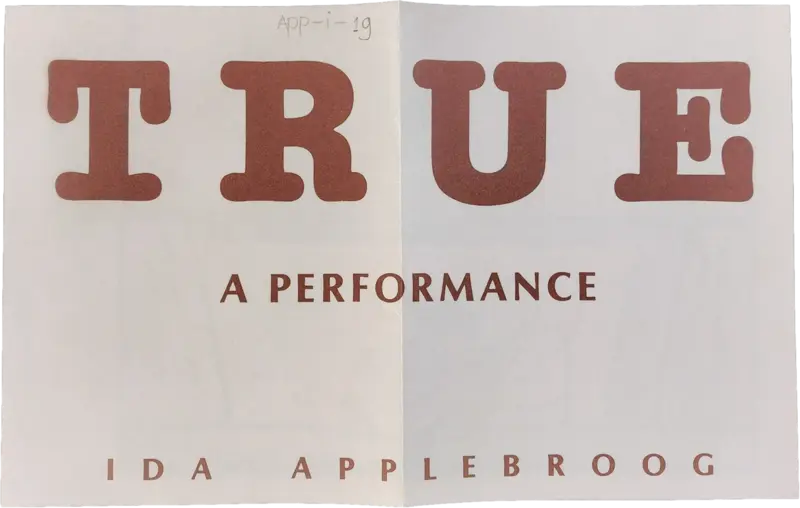 APP-i-19
TRUE
A PERFORMANCE
IDA APPLEBROOG